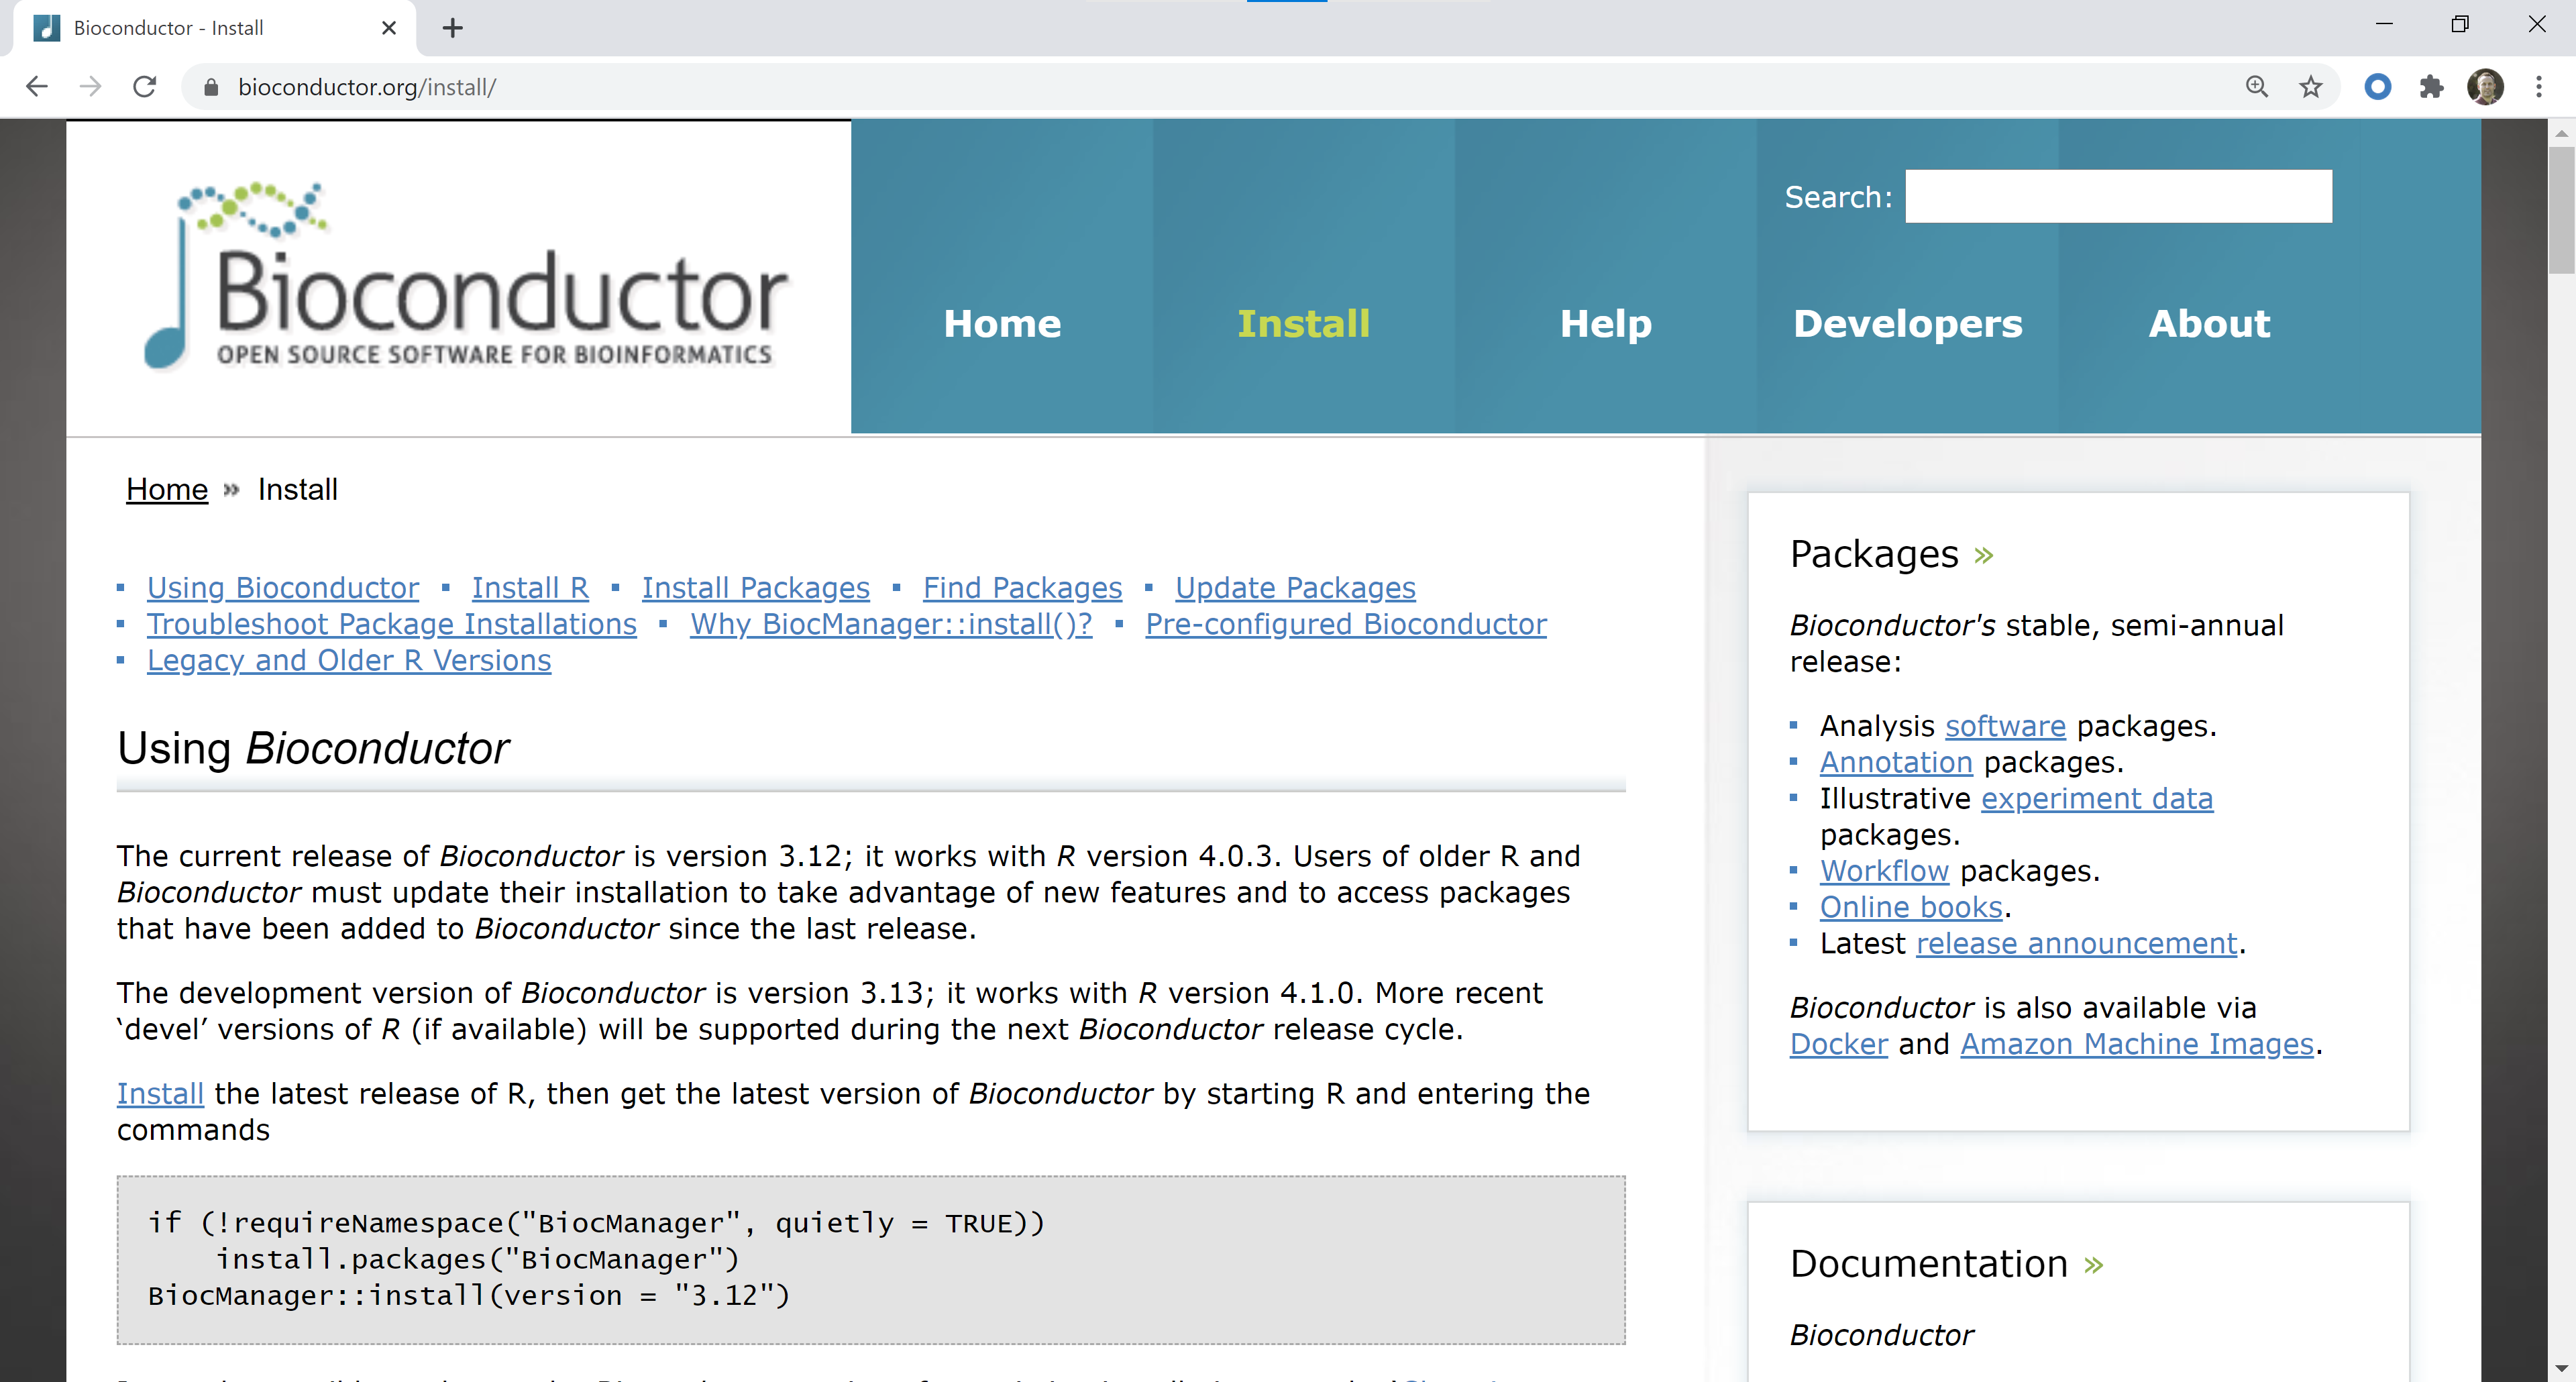 Bioconductor - Install
bioconductor.org/install/
Bioconductor
OPEN SOURCE SOFTWARE FOR BIOINFORMATICS
Search:
Home
Install
Help
Developers
About
Home » Install
Using Bioconductor
Install R
Install Packages
Find Packages
Update Packages
Troubleshoot Package Installations
Why BiocManager::install()?
Pre-configured Bioconductor
Legacy and Older R Versions
Using Bioconductor
The current release of Bioconductor is version 3.12; it works with R version 4.0.3. Users of older R and
Bioconductor must update their installation to take advantage of new features and to access packages
that have been added to Bioconductor since the last release.
The development version of Bioconductor is version 3.13; it works with R version 4.1.0. More recent
‘devel’ versions of R (if available) will be supported during the next Bioconductor release cycle.
Install the latest release of R, then get the latest version of Bioconductor by starting R and entering the
commands
if (!requireNamespace("BiocManager", quietly = TRUE))
    install.packages("BiocManager")
BiocManager::install(version = "3.12")
Packages »
Bioconductor's stable, semi-annual
release:
Analysis software packages.
Annotation packages.
Illustrative experiment data
packages.
Workflow packages.
Online books.
Latest release announcement.
Bioconductor is also available via
Docker and Amazon Machine Images.
Documentation »
Bioconductor